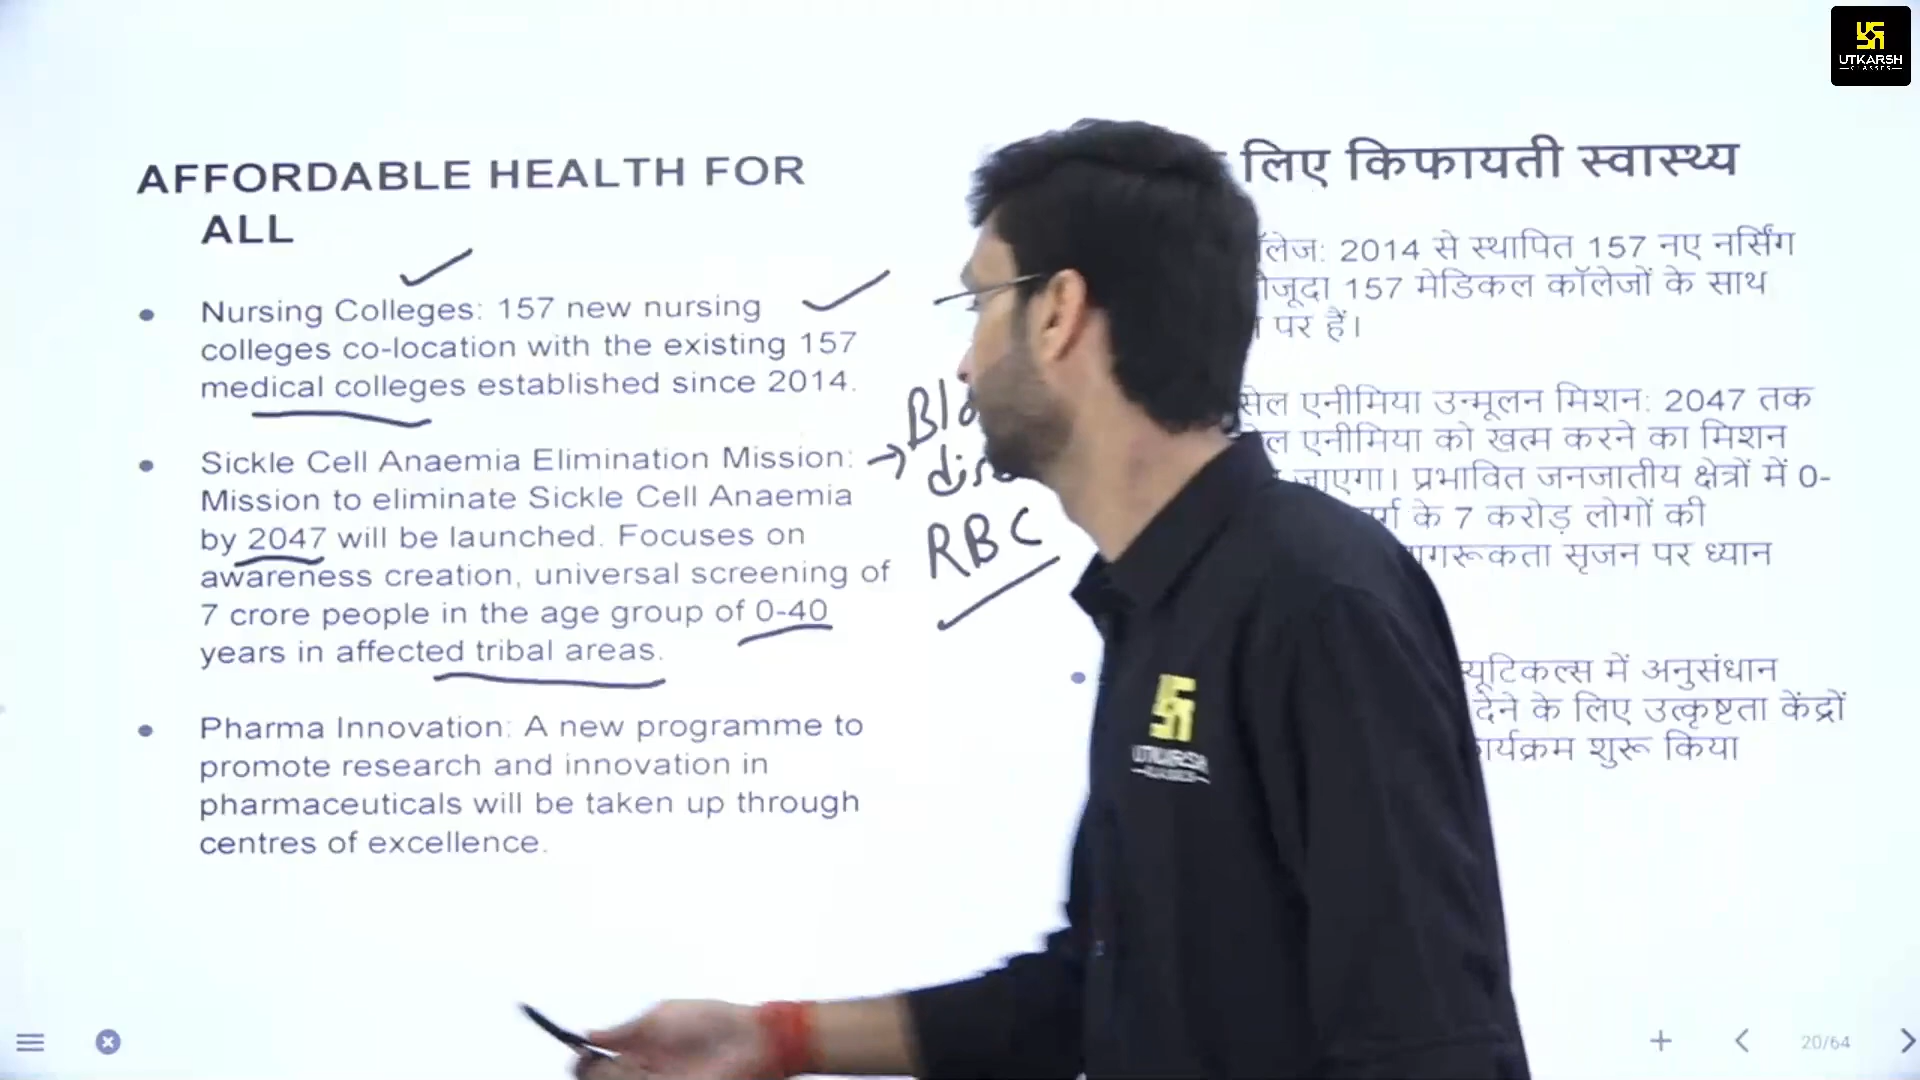 UTKARSH
CLASSES
AFFORDABLE HEALTH FOR
ALL
Nursing Colleges: 157 new nursing
colleges co-location with the existing 157
medical colleges established since 2014.
Sickle Cell Anaemia Elimination Mission:
Mission to eliminate Sickle Cell Anaemia
by 2047 will be launched. Focuses on
awareness creation, universal screening of
7 crore people in the age group of 0-40
years in affected tribal areas.
Pharma Innovation: A new programme to
promote research and innovation in
pharmaceuticals will be taken up through
centres of excellence.
RBC
लिए किफायती स्वास्थ्य
2014 से स्थापित 157 नए नर्सिंग
157 मेडिकल कॉलेजों के साथ
पर हैं।
एनीमिया उन्मूलन मिशन: 2047 तक
एनीमिया को खत्म करने का मिशन
जाएगा। प्रभावित जनजातीय क्षेत्रों में 0-
के 7 करोड़ लोगों की
सृजन पर ध्यान
में अनुसंधान
देने के लिए उत्कृष्टता केंद्रों
शुरू किया
UTKARSH
CLASSES
20/64